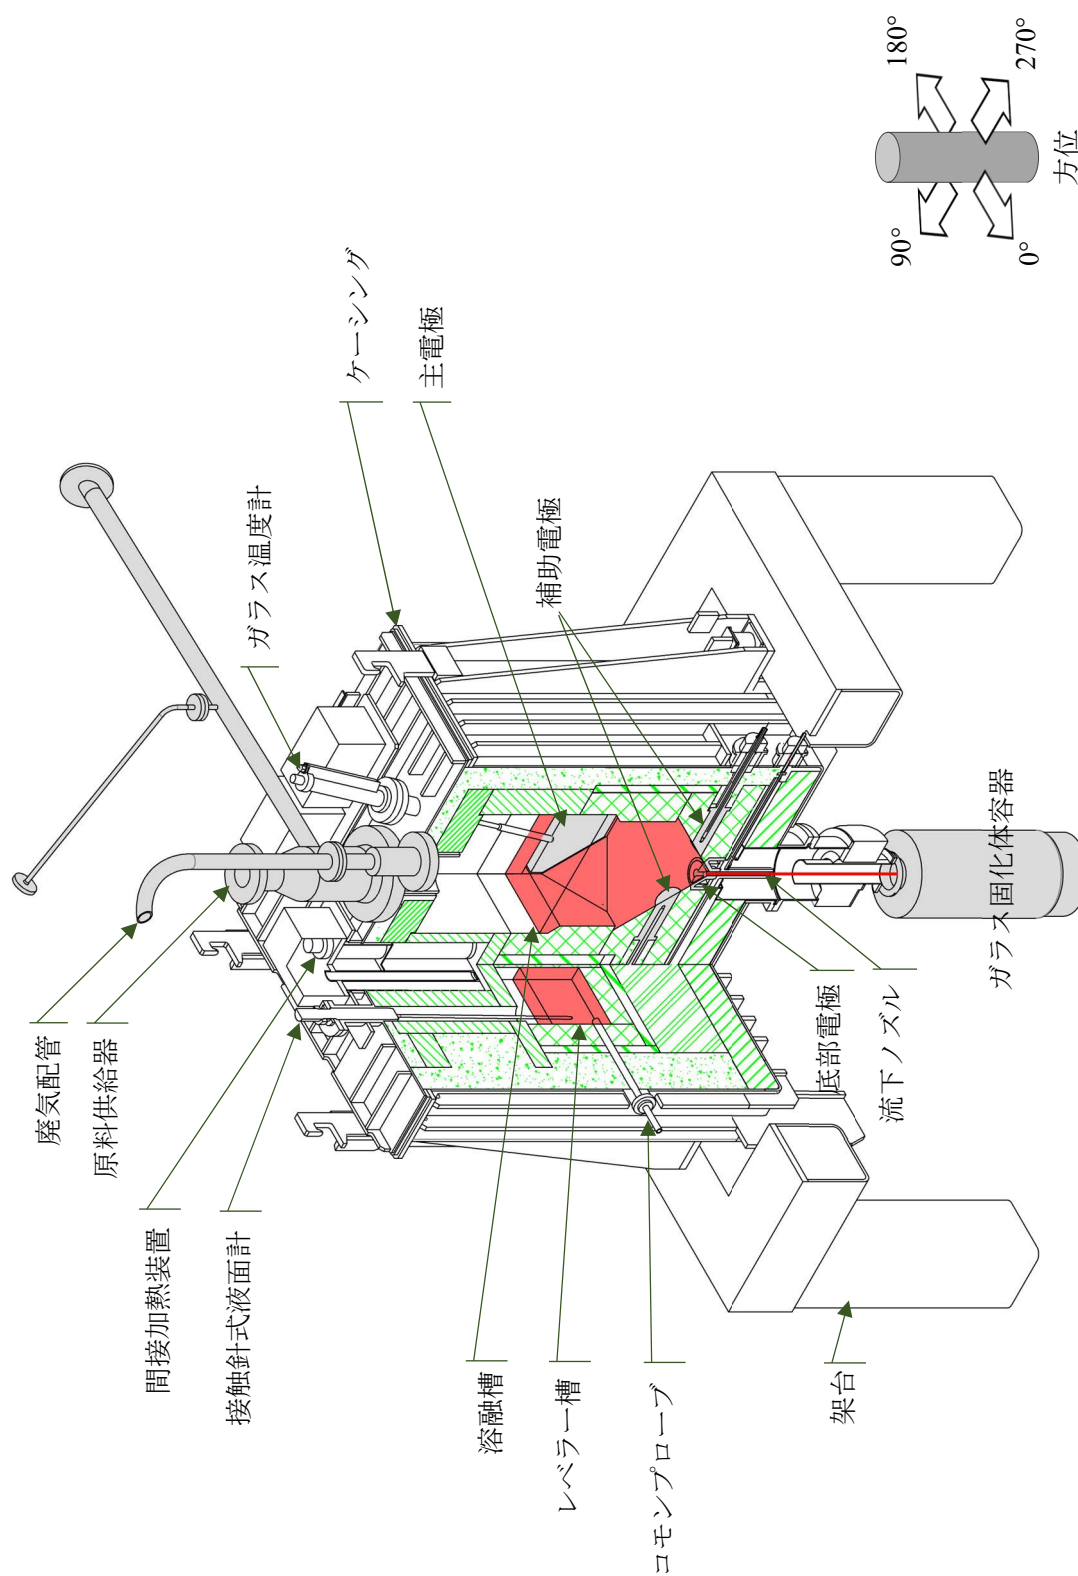 廃気配管
原料供給器
間接加熱装置
接触針式液面計
溶融槽
レベラー槽
コモンプローブ
架台
ガラス温度計
ケーシング
主電極
補助電極
底部電極
流下ノズル
ガラス固化体容器
90°
180°
0°
270°
方位